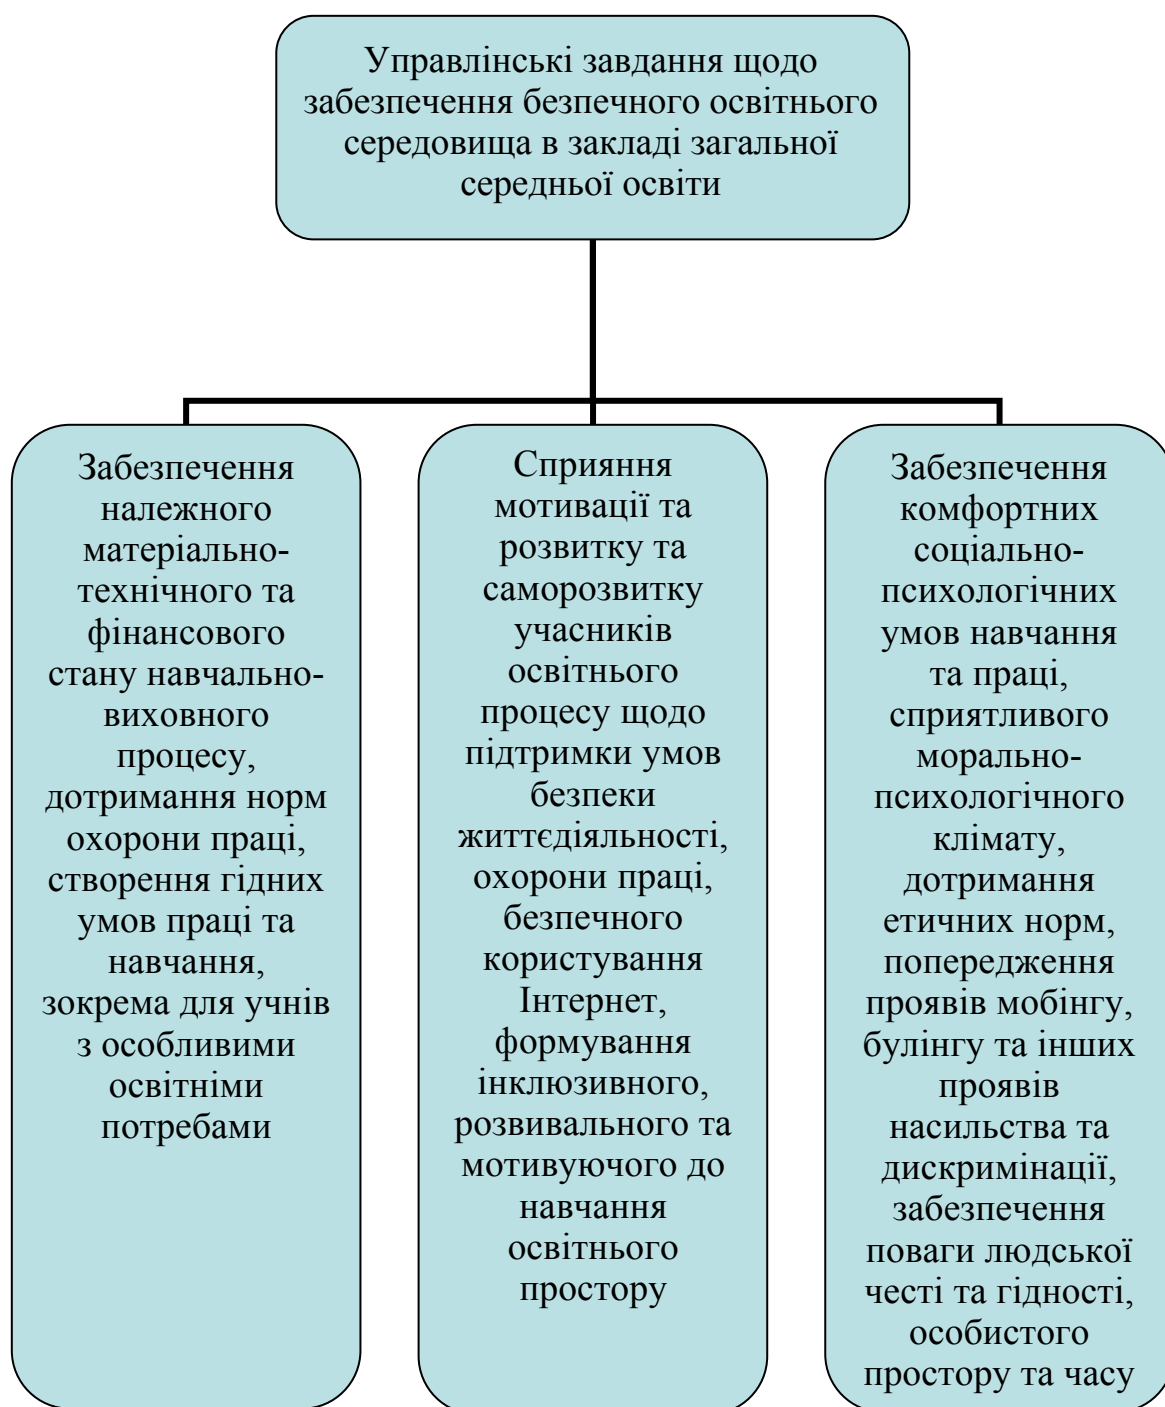 Управлінські завдання щодо
забезпечення безпечного освітнього
середовища в закладі загальної
середньої освіти
Забезпечення
належного
матеріально-
технічного та
фінансового
стану навчально-
виховного
процесу,
дотримання норм
охорони праці,
створення гідних
умов праці та
навчання,
зокрема для учнів
з особливими
освітніми
потребами
Сприяння
мотивації та
розвитку та
саморозвитку
учасників
освітнього
процесу щодо
підтримки умов
безпеки
життєдіяльності,
охорони праці,
безпечного
користування
Інтернет,
формування
інклюзивного,
розвивального та
мотивуючого до
навчання
освітнього
простору
Забезпечення
комфортних
соціально-
психологічних
умов навчання
та праці,
сприятливого
морально-
психологічного
клімату,
дотримання
етичних норм,
попередження
проявів мобінгу,
булінгу та інших
проявів
насильства та
дискримінації,
забезпечення
поваги людської
честі та гідності,
особистого
простору та часу